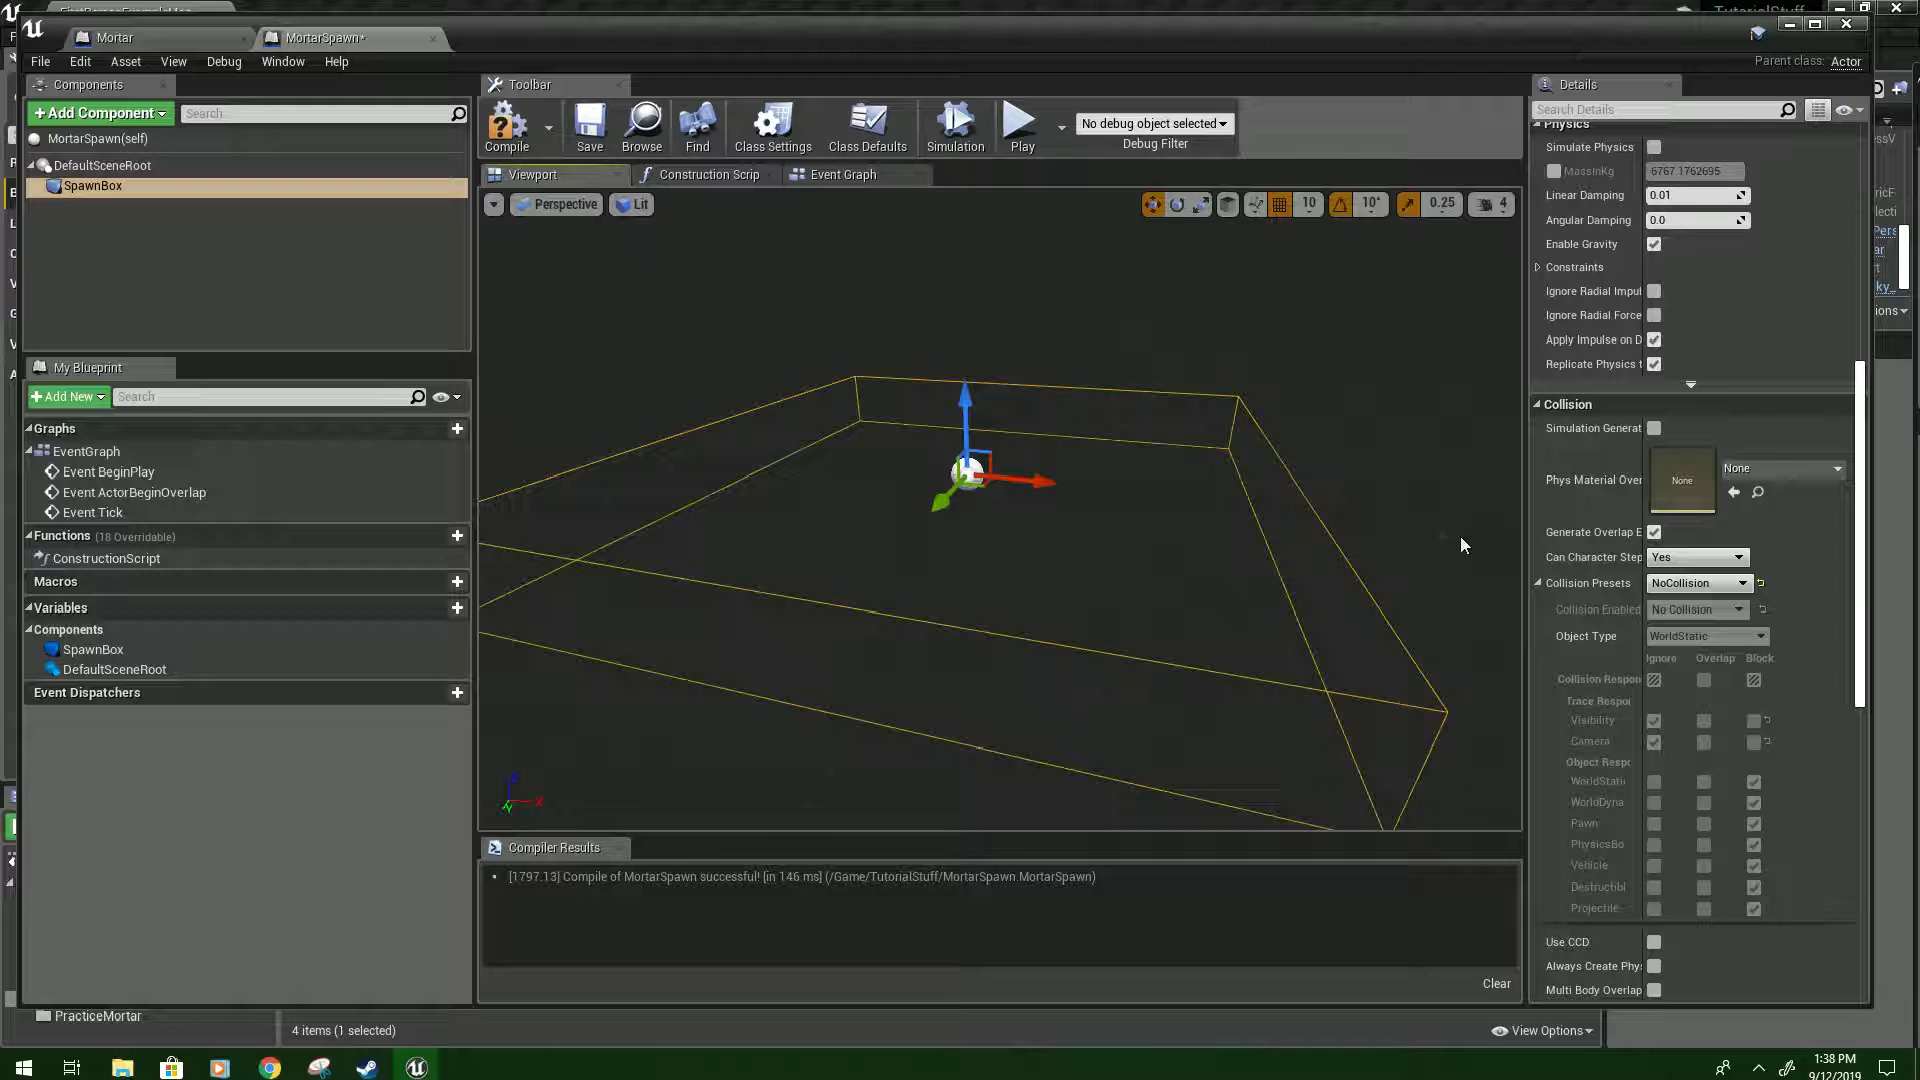 TutorialStuff
Mortar
MortarSpawn*
File Edit Asset View Debug Window Help
Parent class: Actor
Components
Toolbar
Details
+ Add Component
Search
Search Details
MortarSpawn(self)
DefaultSceneRoot
SpawnBox
Compile Save Browse Find Class Settings Class Defaults Simulation Play
No debug object selected
Debug Filter
Viewport
Construction Scrip
Event Graph
Perspective
Lit
10 10° 0.25 4
Physics
Simulate Physics
MassInKg 6767.1762695
Linear Damping 0.01
Angular Damping 0.0
Enable Gravity
Constraints
Ignore Radial Impul
Ignore Radial Force
Apply Impulse on D
Replicate Physics t
My Blueprint
+ Add New
Search
Graphs
EventGraph
Event BeginPlay
Event ActorBeginOverlap
Event Tick
Functions (18 Overridable)
ConstructionScript
Macros
Variables
Components
SpawnBox
DefaultSceneRoot
Event Dispatchers
Collision
Simulation Generat
Phys Material Over None None
Generate Overlap E
Can Character Step Yes
Collision Presets NoCollision
Collision Enabled No Collision
Object Type WorldStatic
Ignore Overlap Block
Collision Respon
Trace Respo
Visibility
Camera
Object Respo
WorldStati
WorldDyna
Pawn
PhysicsBo
Vehicle
Destructibl
Projectile
Use CCD
Always Create Phy
Multi Body Overlap
Z
X
Y
Compiler Results
[1797.13] Compile of MortarSpawn successful! [in 146 ms] (/Game/TutorialStuff/MortarSpawn.MortarSpawn)
Clear
PracticeMortar
4 items (1 selected)
View Options
1:38 PM
9/12/2019